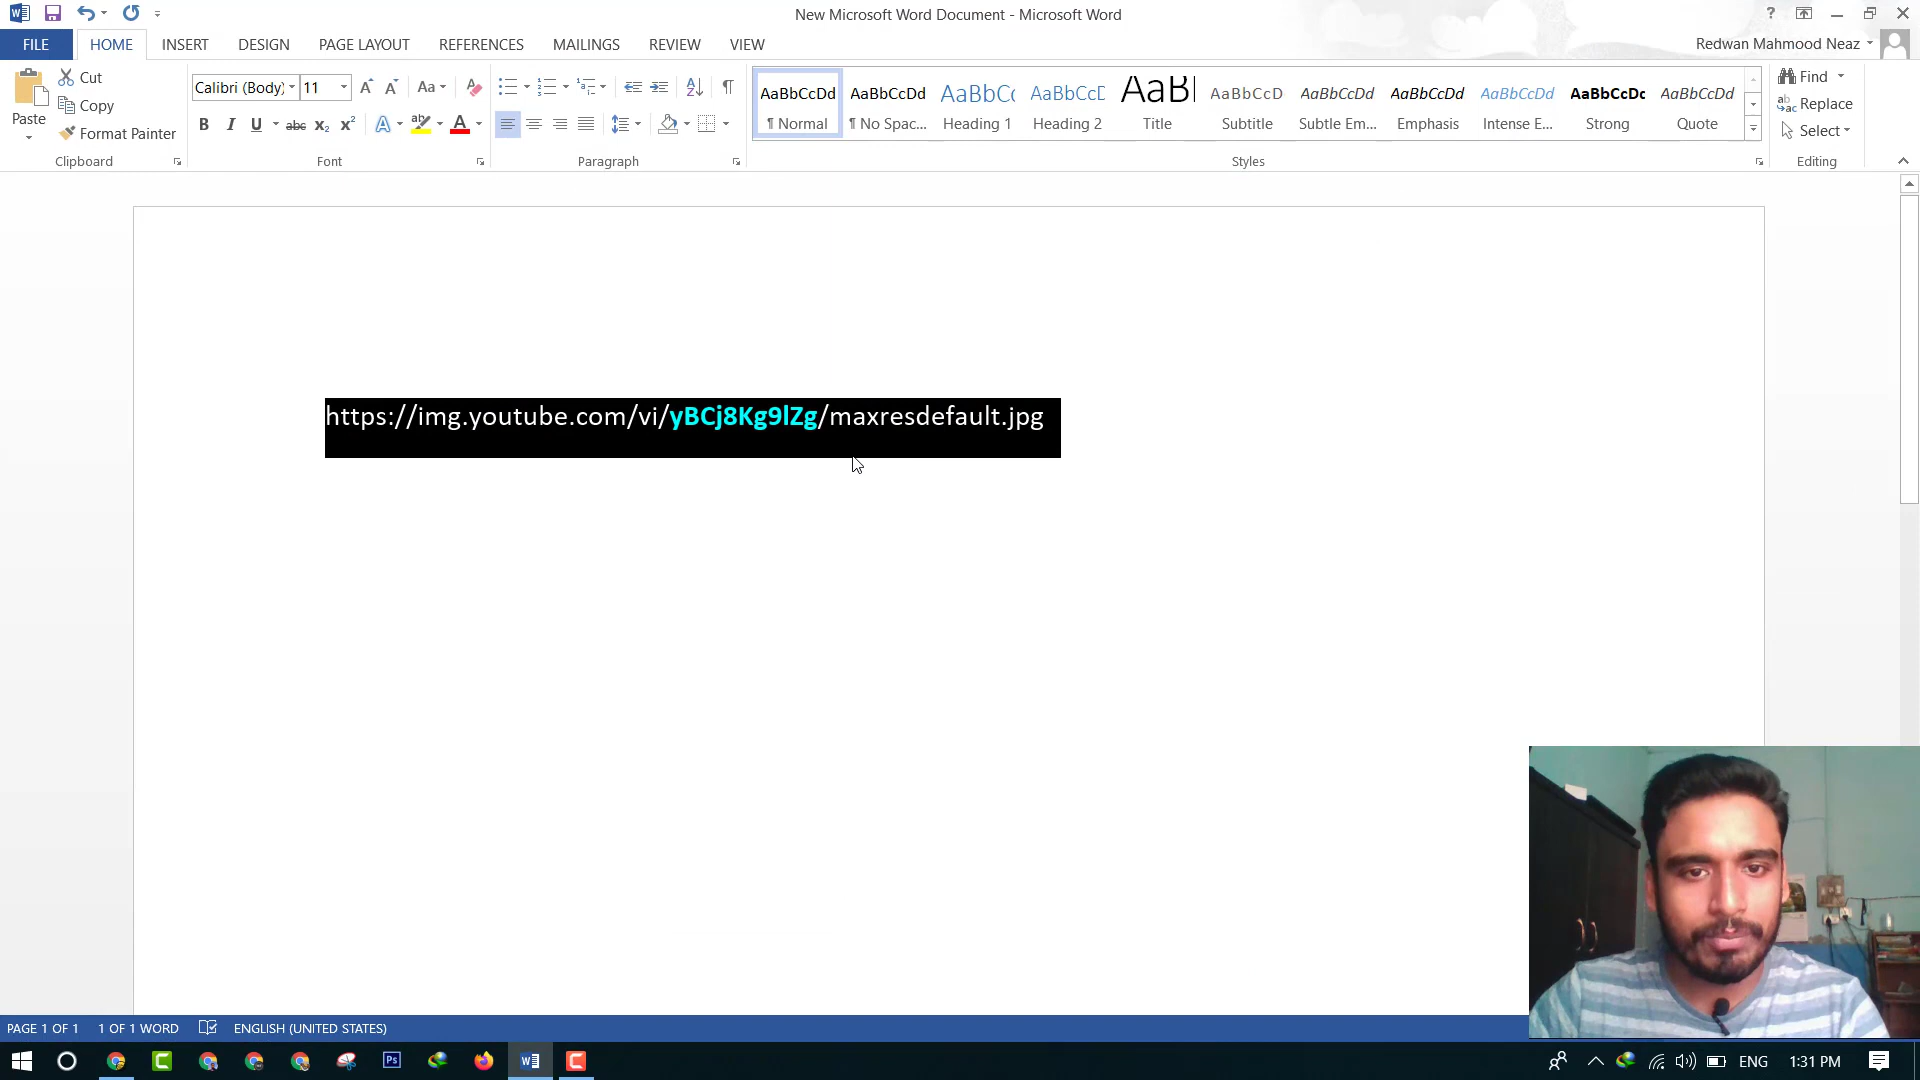 New Microsoft Word Document - Microsoft Word
FILE HOME INSERT DESIGN PAGE LAYOUT REFERENCES MAILINGS REVIEW VIEW Redwan Mahmood Neaz
Paste
Cut
Copy
Format Painter
Clipboard
Calibri (Body) 11
Font
Paragraph
AaBbCcDd AaBbCcDd AaBbCc AaBbCcD AaBl AaBbCcD AaBbCcDd AaBbCcDd AaBbCcDd AaBbCcDc AaBbCcDd
¶ Normal ¶ No Spac... Heading 1 Heading 2 Title Subtitle Subtle Em... Emphasis Intense E... Strong Quote
Styles
Find
Replace
Select
Editing
https://img.youtube.com/vi/yBCj8Kg9lZg/maxresdefault.jpg
PAGE 1 OF 1 1 OF 1 WORD ENGLISH (UNITED STATES)
ENG 1:31 PM